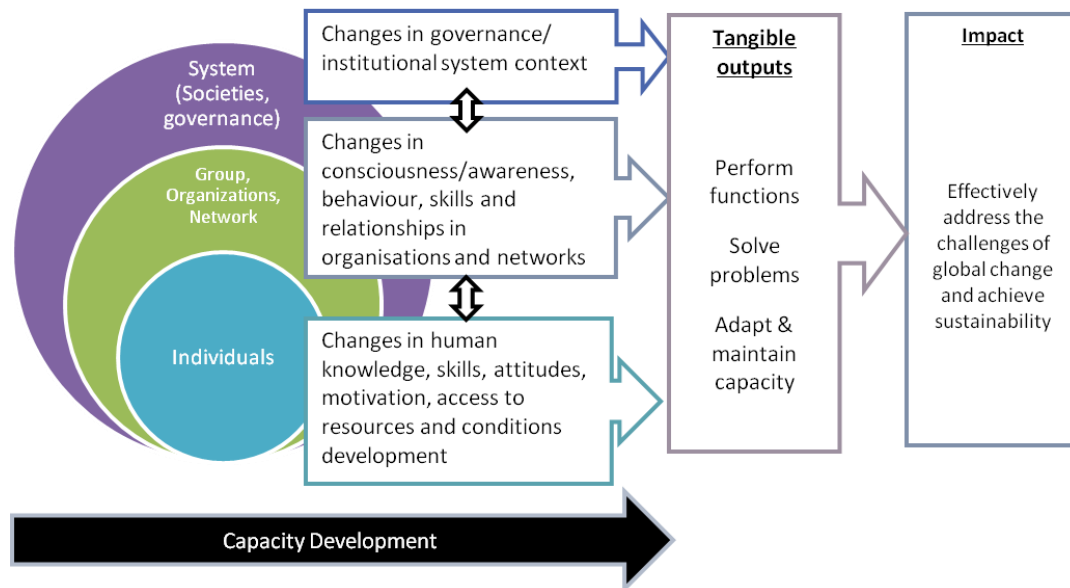 System
(Societies,
governance)
Group,
Organizations,
Network
Individuals
Changes in governance/
institutional system context
Changes in
consciousness/awareness,
behaviour, skills and
relationships in
organisations and networks
Changes in human
knowledge, skills, attitudes,
motivation, access to
resources and conditions
development
Tangible
outputs
Perform
functions
Solve
problems
Adapt &
maintain
capacity
Impact
Effectively
address the
challenges of
global change
and achieve
sustainability
Capacity Development